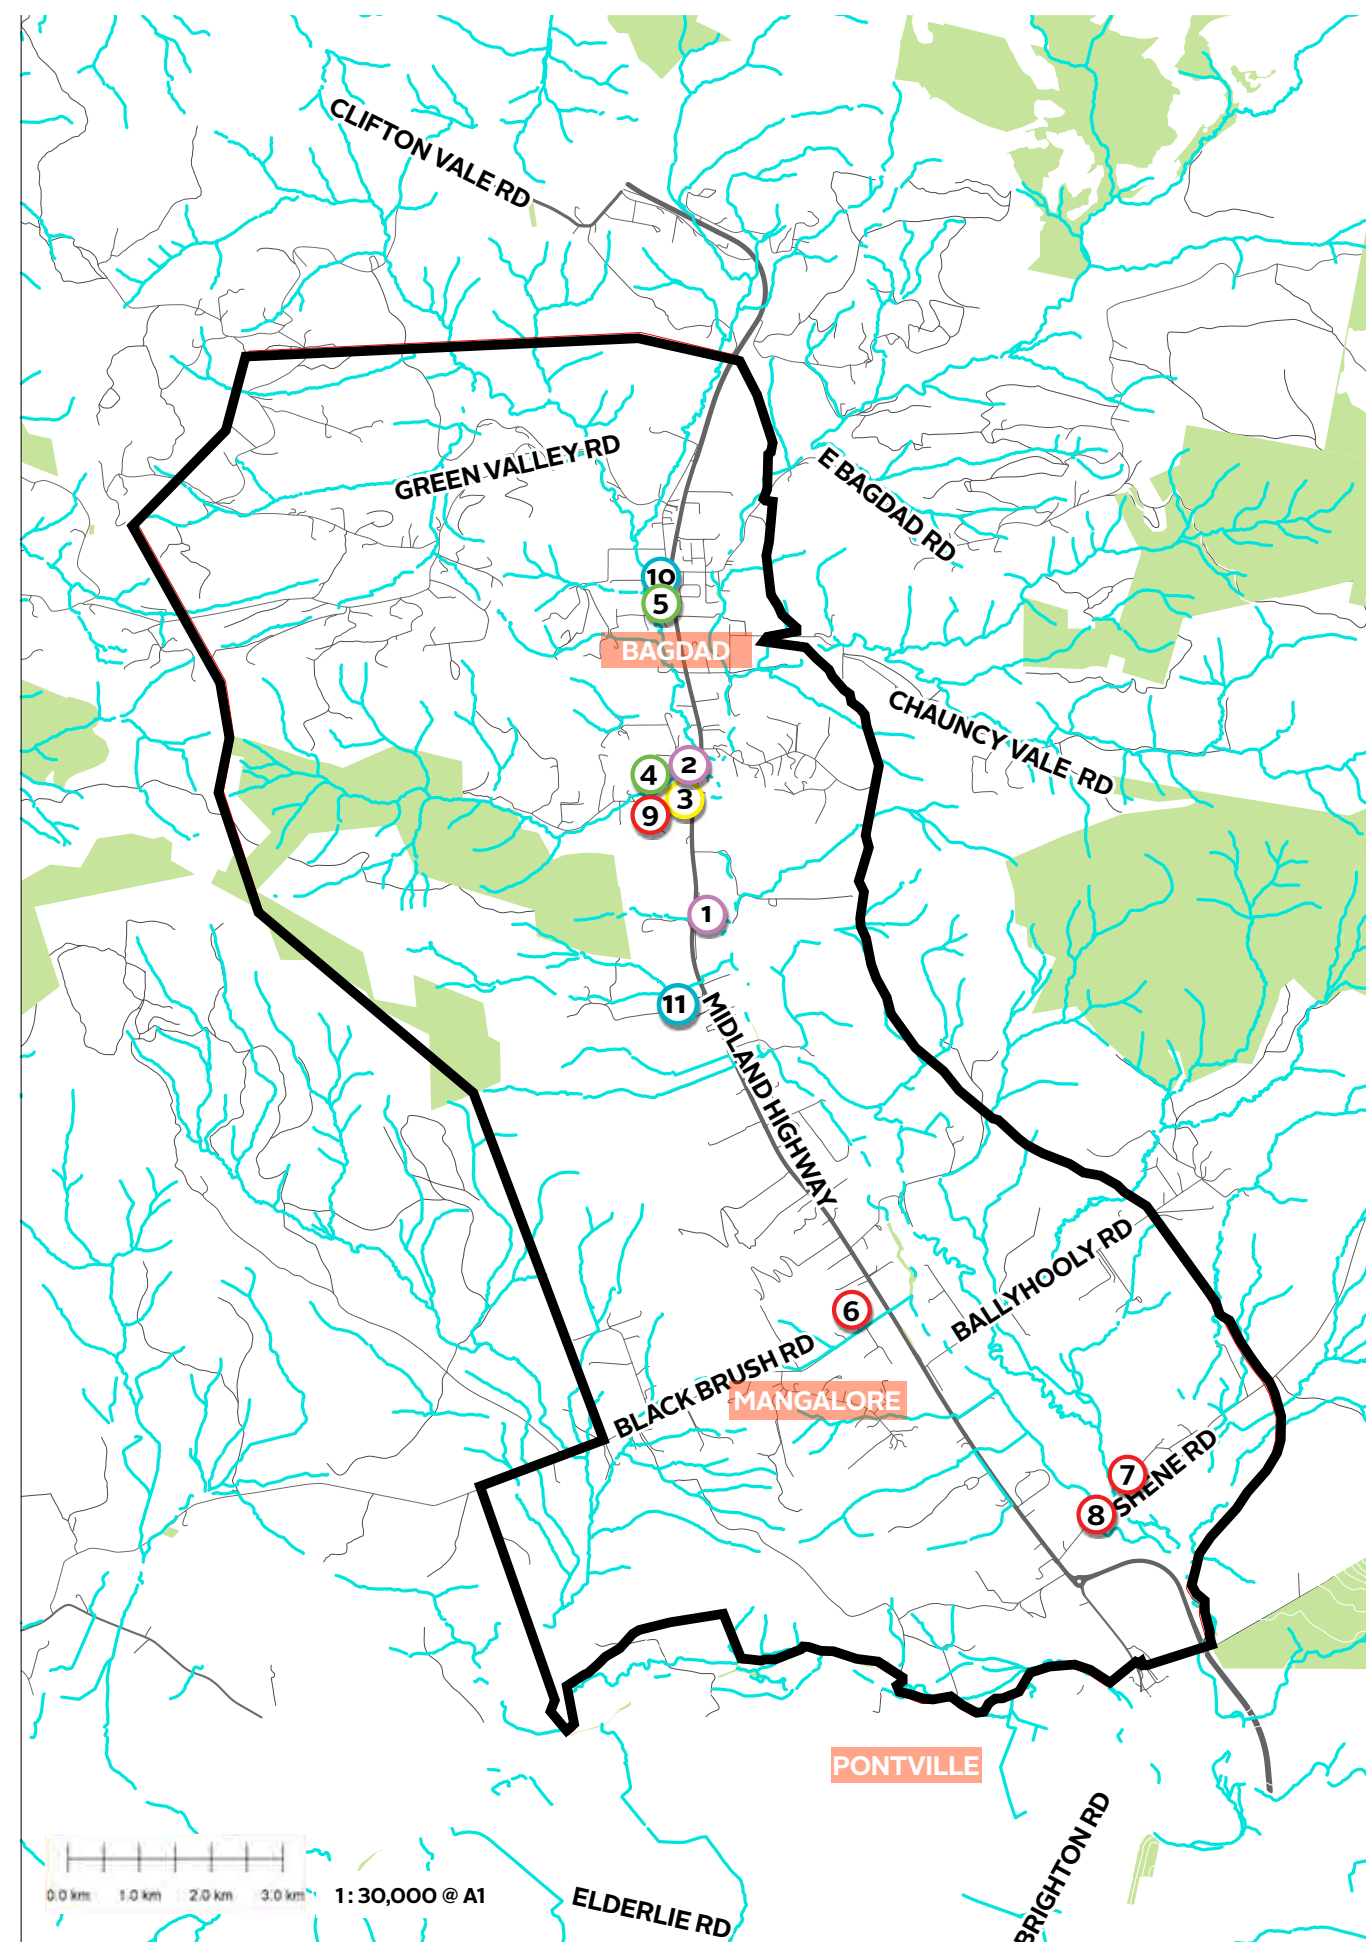 CLIFTON VALE RD
GREEN VALLEY RD
E BAGDAD RD
10
5
BAGDAD
CHAUNCY VALE RD
2
4
3
9
1
11
MIDLAND HIGHWAY
BALLYHOOLY RD
6
BLACK BRUSH RD
MANGALORE
7
SHENE RD
8
PONTVILLE
BRIGHTON RD
0.0 km 1.0 km 2.0 km 3.0 km
1 : 30,000 @ A1
ELDERLIE RD